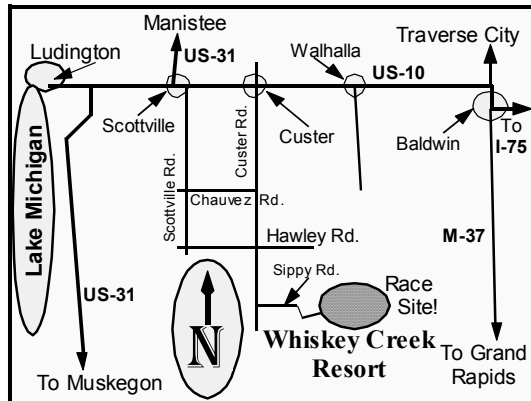 Manistee
Ludington
US-31
Walhalla
Traverse City
US-10
Scottville
Custer
Baldwin
To
I-75
Custer Rd.
Scottville Rd.
Chauvez Rd.
Lake Michigan
Hawley Rd.
M-37
Sippy Rd.
US-31
Race
Site!
N
Whiskey Creek
Resort
To Muskegon
To Grand
Rapids